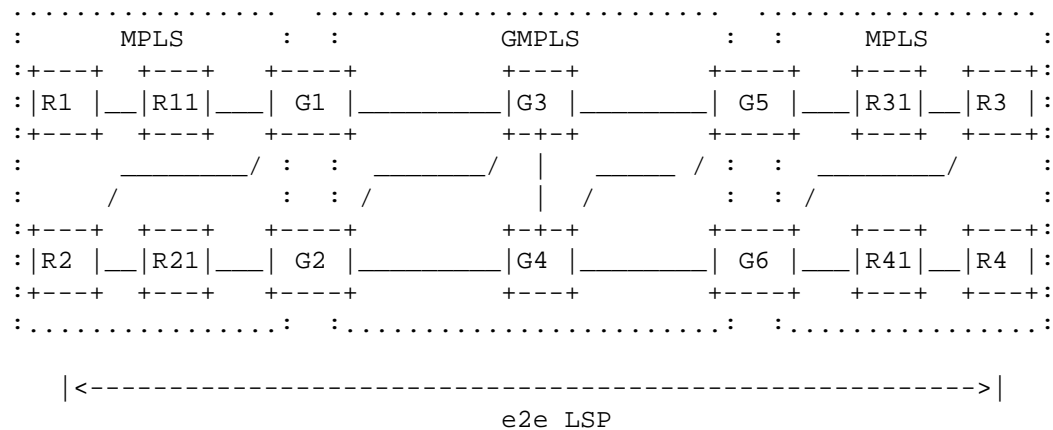 MPLS GMPLS MPLS
R1 R11 G1 G3 G5 R31 R3
R2 R21 G2 G4 G6 R41 R4
e2e LSP